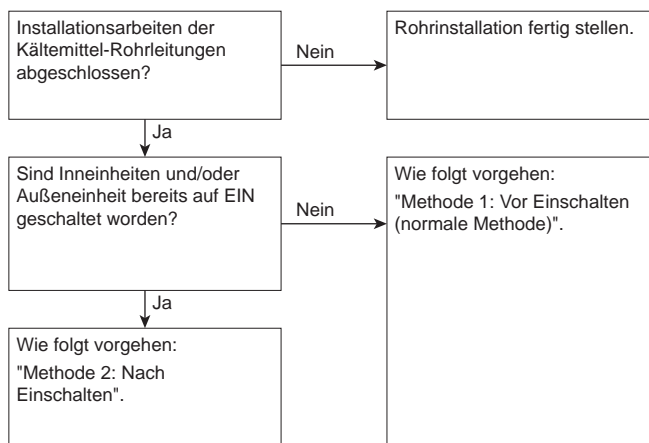 Installationsarbeiten der
Kältemittel-Rohrleitungen
abgeschlossen?
Nein
Rohrinstallation fertig stellen.
Ja
Sind Inneinheiten und/oder
Außeneinheit bereits auf EIN
geschaltet worden?
Nein
Wie folgt vorgehen:
"Methode 1: Vor Einschalten
(normale Methode)".
Ja
Wie folgt vorgehen:
"Methode 2: Nach
Einschalten".